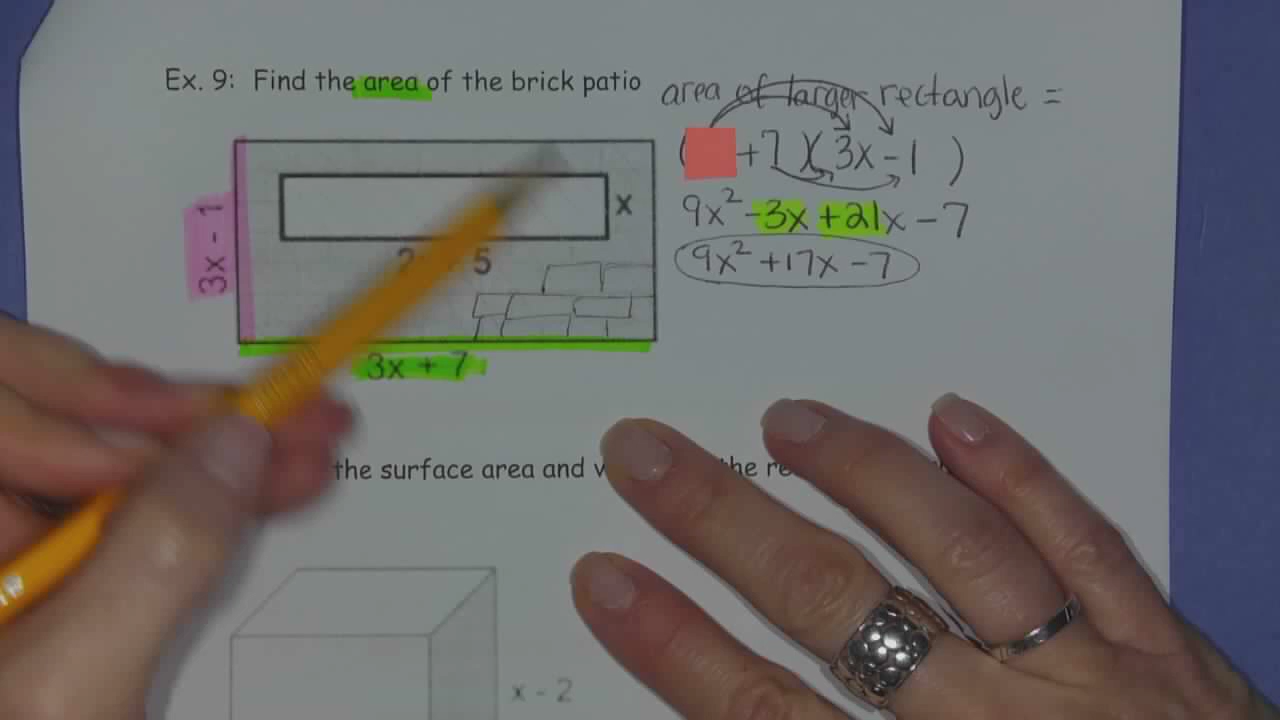 Ex. 9: Find the area of the brick patio
area of larger rectangle =
+7)(3x-1)
9x² -3x +21x -7
9x² +17x -7
3x - 1
x
5
3x + 7
the surface area and
the
x - 2